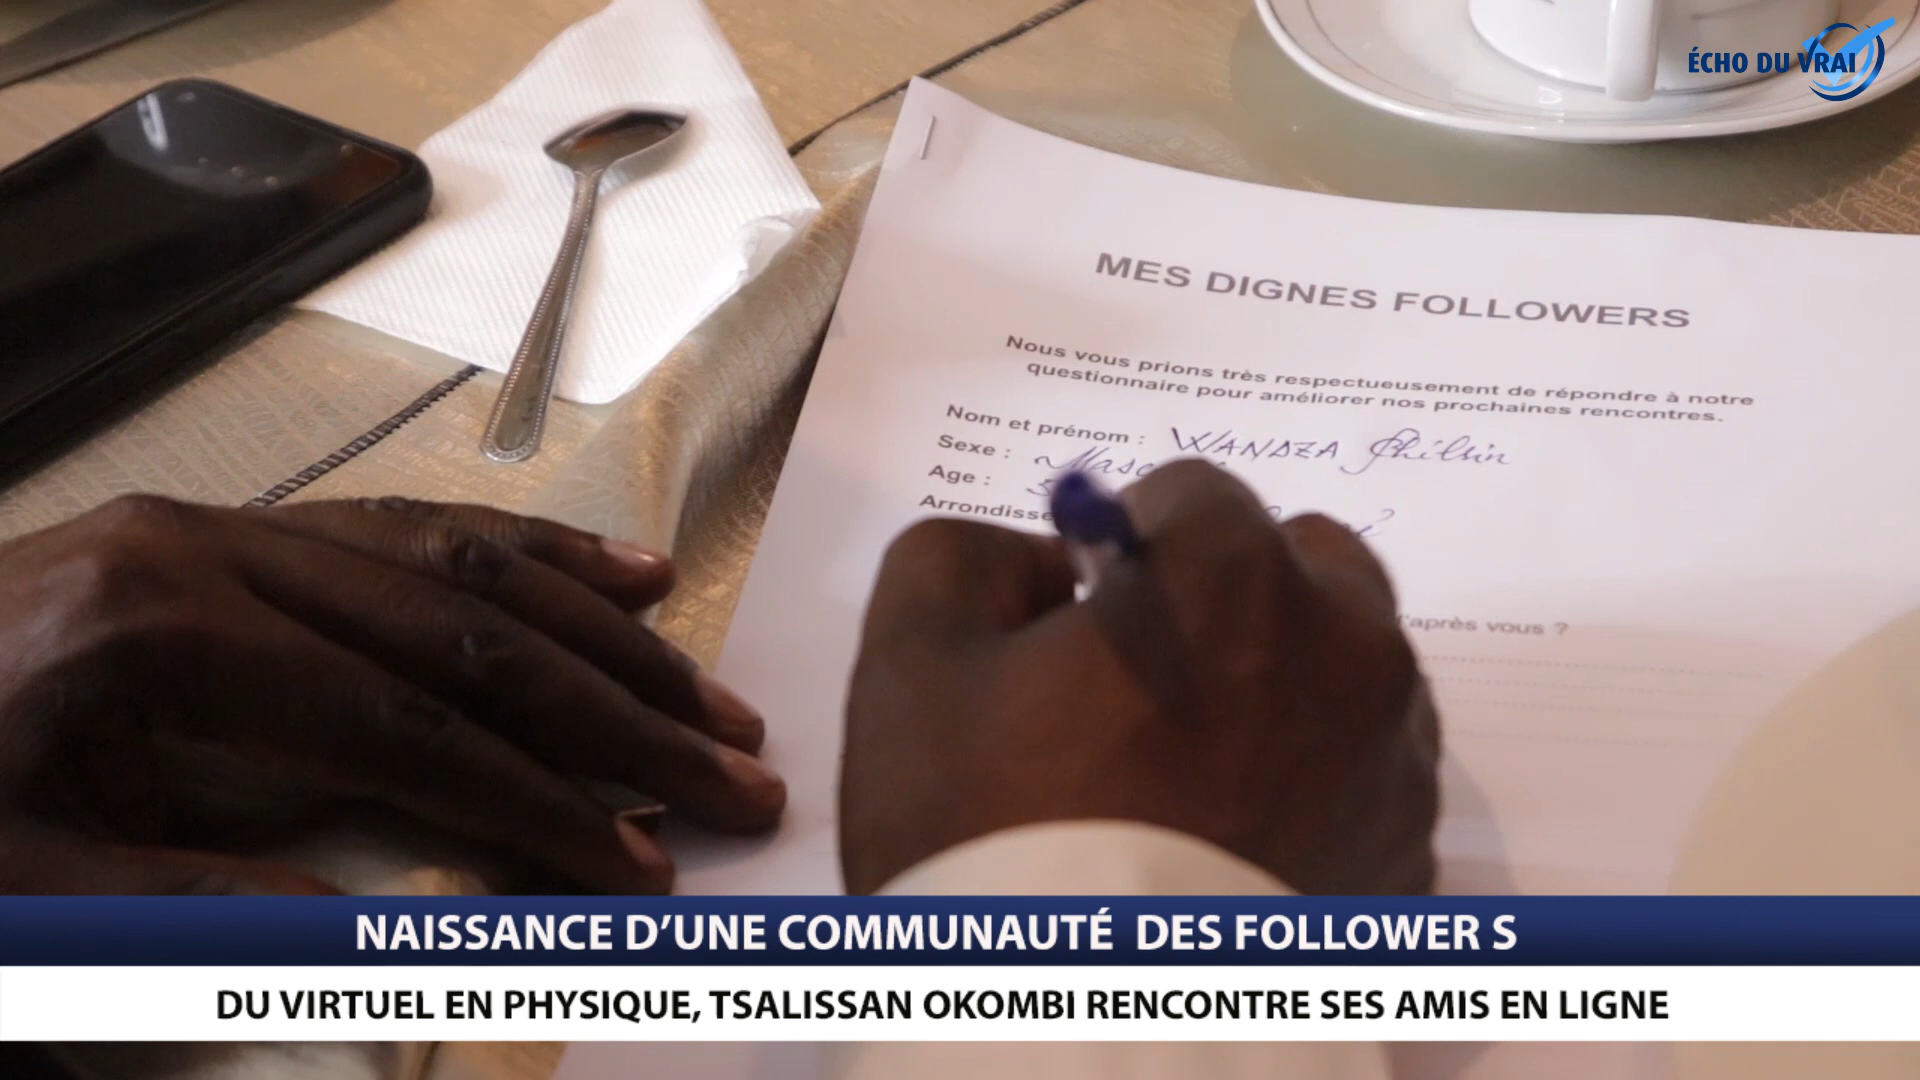 ÉCHO DU VRAI
MES DIGNES FOLLOWERS
Nous vous prions très respectueusement de répondre à notre
questionnaire pour améliorer nos prochaines rencontres.
Nom et prénom : WANDZA
Sexe :
Age :
après vous ?
NAISSANCE D’UNE COMMUNAUTÉ DES FOLLOWER S
DU VIRTUEL EN PHYSIQUE, TSALISSAN OKOMBI RENCONTRE SES AMIS EN LIGNE